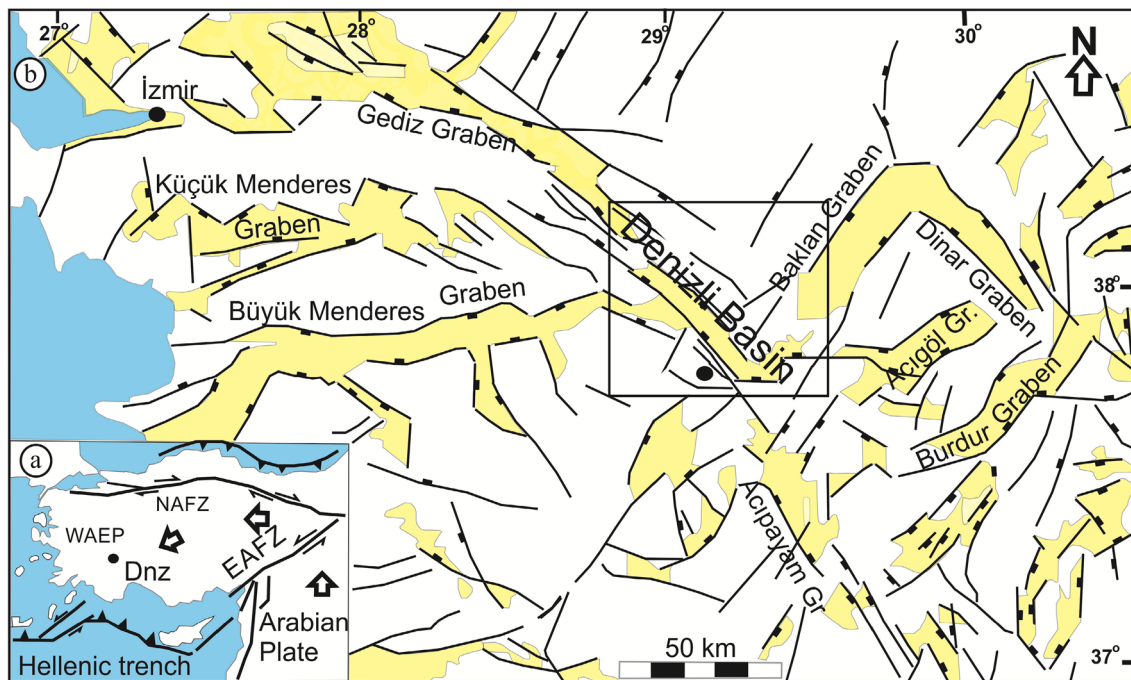 27°
28°
29°
30°
b
N
İzmir
Gediz Graben
Küçük Menderes
Graben
Baklan Graben
Denizli Basin
Dinar Graben
38°
Büyük Menderes
Graben
Acıgöl Gr.
Burdur Graben
Acıpayam Gr
a
NAFZ
WAEP
EAFZ
Dnz
Arabian
Plate
Hellenic trench
50 km
37°